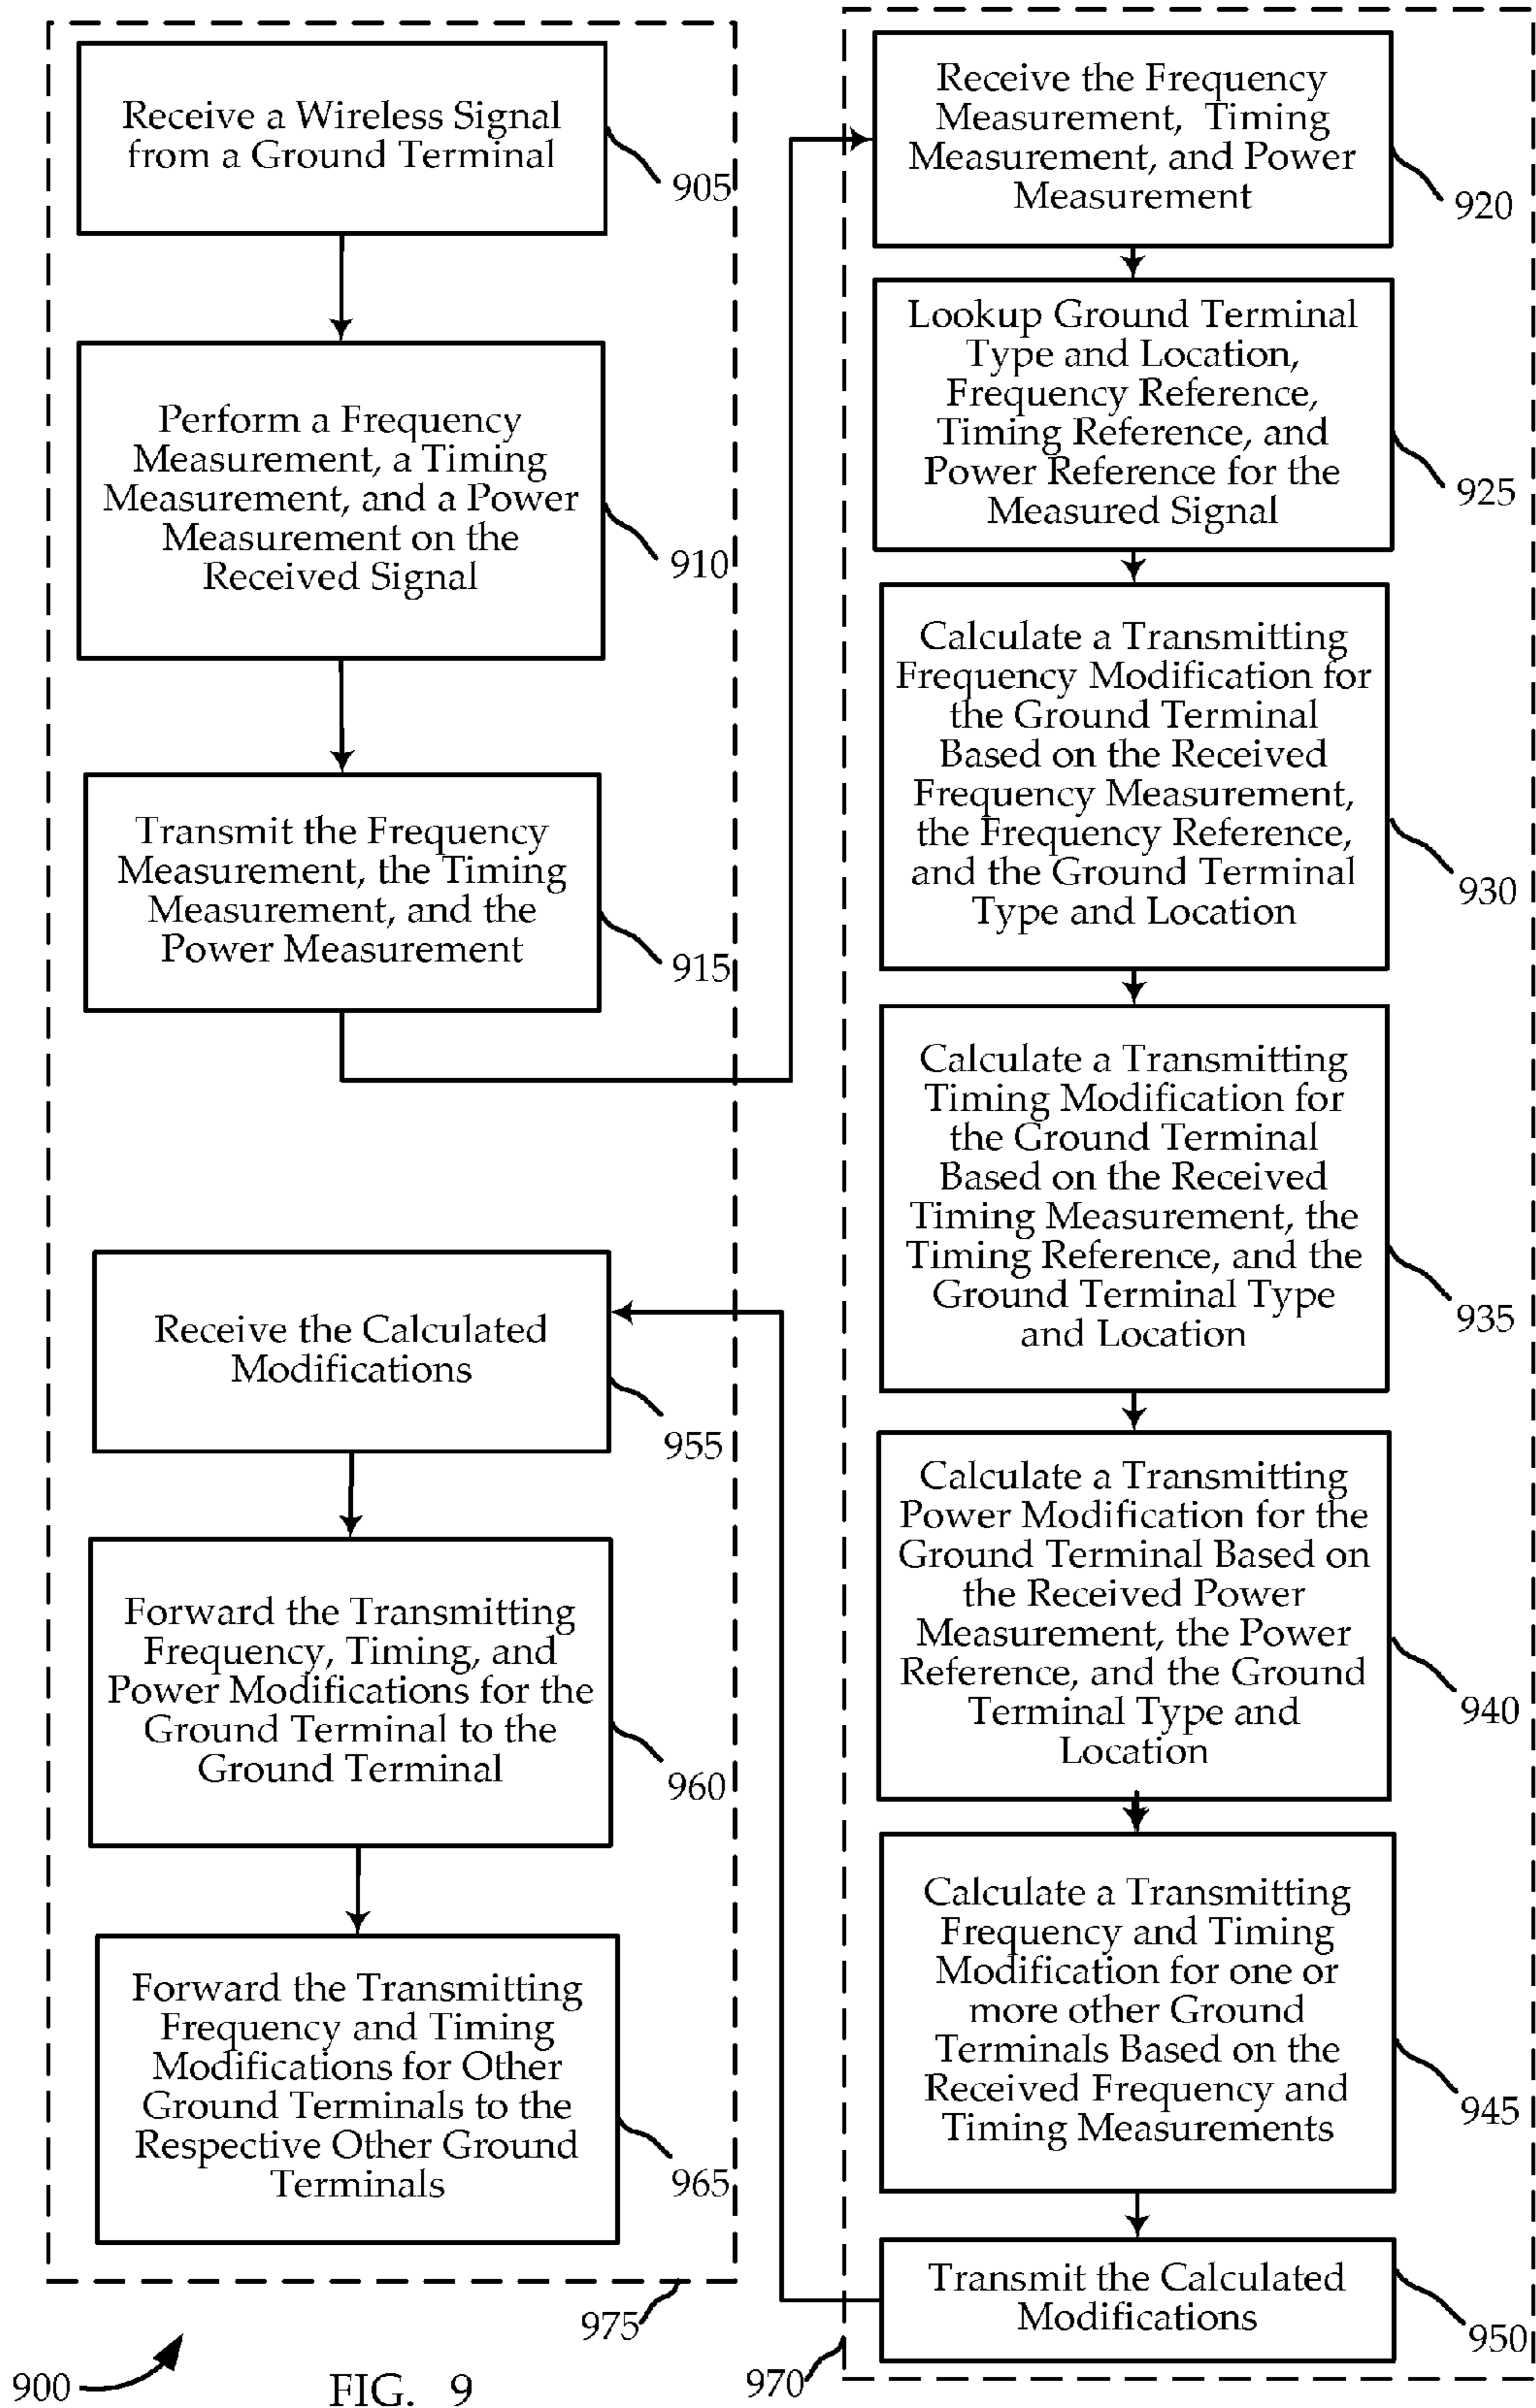 Receive a Wireless Signal
from a Ground Terminal
905
Perform a Frequency
Measurement, a Timing
Measurement, and a Power
Measurement on the
Received Signal
910
Transmit the Frequency
Measurement, the Timing
Measurement, and the
Power Measurement
915
Receive the Frequency
Measurement, Timing
Measurement, and Power
Measurement
920
Lookup Ground Terminal
Type and Location,
Frequency Reference,
Timing Reference, and
Power Reference for the
Measured Signal
925
Calculate a Transmitting
Frequency Modification for
the Ground Terminal
Based on the Received
Frequency Measurement,
the Frequency Reference,
and the Ground Terminal
Type and Location
930
Calculate a Transmitting
Timing Modification for
the Ground Terminal
Based on the Received
Timing Measurement, the
Timing Reference, and the
Ground Terminal Type
and Location
935
Calculate a Transmitting
Power Modification for the
Ground Terminal Based on
the Received Power
Measurement, the Power
Reference, and the Ground
Terminal Type and
Location
940
Calculate a Transmitting
Frequency and Timing
Modification for one or
more other Ground
Terminals Based on the
Received Frequency and
Timing Measurements
945
Transmit the Calculated
Modifications
950
970
Receive the Calculated
Modifications
955
Forward the Transmitting
Frequency, Timing, and
Power Modifications for the
Ground Terminal to the
Ground Terminal
960
Forward the Transmitting
Frequency and Timing
Modifications for Other
Ground Terminals to the
Respective Other Ground
Terminals
965
975
900
FIG. 9